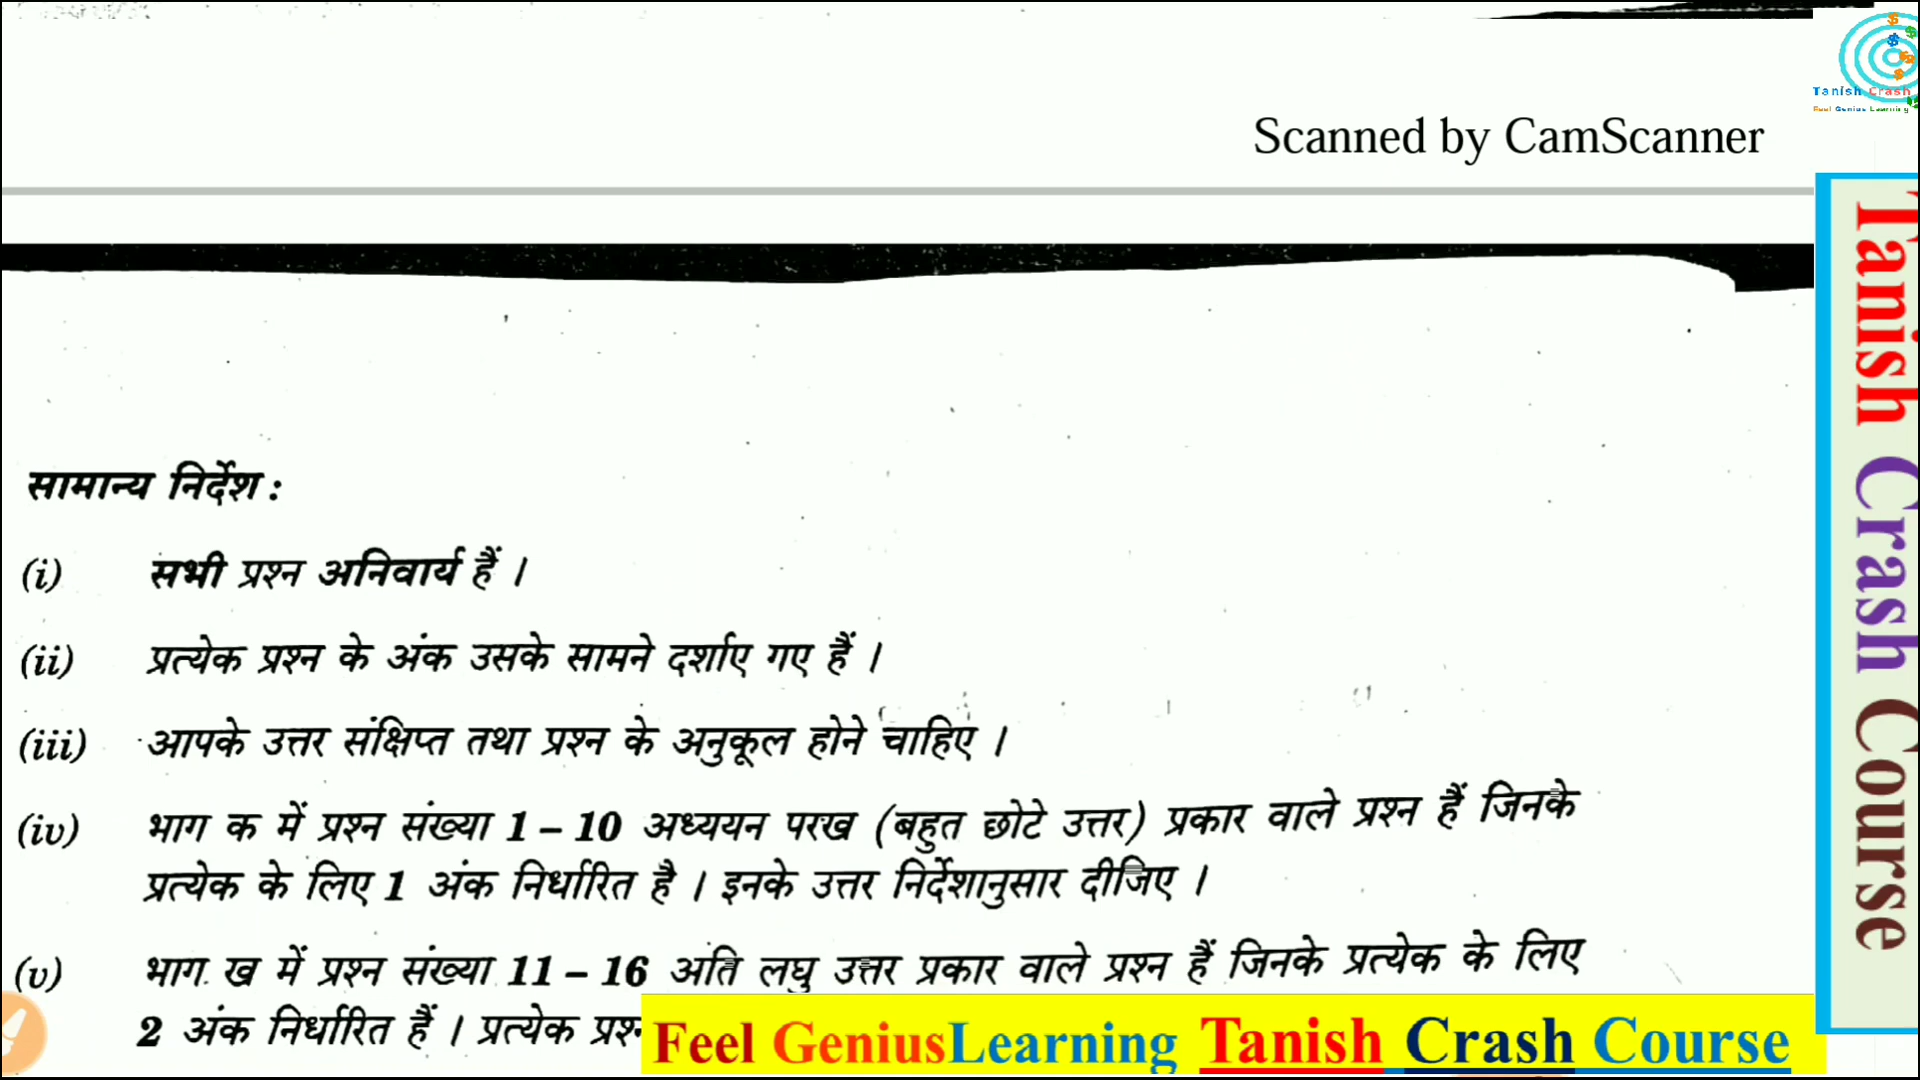 Tanish Crash
Feel Genius Learning
Scanned by CamScanner
सामान्य निर्देश :
(i) सभी प्रश्न अनिवार्य हैं ।
(ii) प्रत्येक प्रश्न के अंक उसके सामने दर्शाए गए हैं ।
(iii) आपके उत्तर संक्षिप्त तथा प्रश्न के अनुकूल होने चाहिए ।
(iv) भाग क में प्रश्न संख्या 1 – 10 अध्ययन परख (बहुत छोटे उत्तर) प्रकार वाले प्रश्न हैं जिनके
प्रत्येक के लिए 1 अंक निर्धारित है । इनके उत्तर निर्देशानुसार दीजिए ।
(v) भाग ख में प्रश्न संख्या 11 – 16 अति लघु उत्तर प्रकार वाले प्रश्न हैं जिनके प्रत्येक के लिए
2 अंक निर्धारित हैं । प्रत्येक
Feel GeniusLearning Tanish Crash Course
Tanish Crash Course